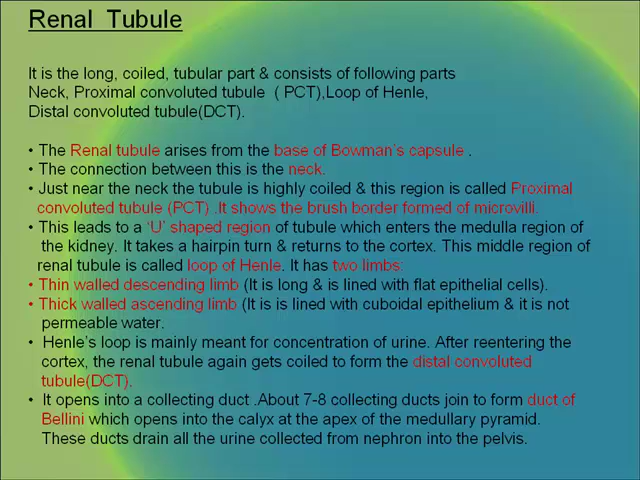 Renal Tubule
It is the long, coiled, tubular part & consists of following parts
Neck, Proximal convoluted tubule ( PCT),Loop of Henle,
Distal convoluted tubule(DCT).
• The Renal tubule arises from the base of Bowman's capsule .
• The connection between this is the neck.
• Just near the neck the tubule is highly coiled & this region is called Proximal
convoluted tubule (PCT) .It shows the brush border formed of microvilli.
• This leads to a 'U' shaped region of tubule which enters the medulla region of
the kidney. It takes a hairpin turn & returns to the cortex. This middle region of
renal tubule is called loop of Henle. It has two limbs:
• Thin walled descending limb (It is long & is lined with flat epithelial cells).
• Thick walled ascending limb (It is is lined with cuboidal epithelium & it is not
permeable water.
• Henle's loop is mainly meant for concentration of urine. After reentering the
cortex, the renal tubule again gets coiled to form the distal convoluted
tubule(DCT).
• It opens into a collecting duct .About 7-8 collecting ducts join to form duct of
Bellini which opens into the calyx at the apex of the medullary pyramid.
These ducts drain all the urine collected from nephron into the pelvis.